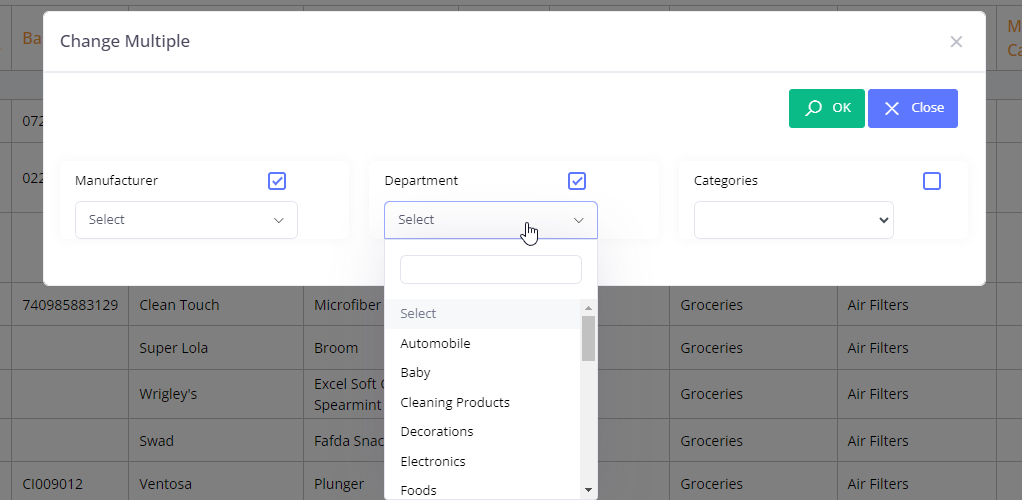 Ba
M
Ca
Change Multiple
×
OK
Close
072
022
Manufacturer
Department
Categories
Select
Select
Select
Automobile
Baby
Cleaning Products
Decorations
Electronics
Foods
740985883129 Clean Touch Microfiber Groceries Air Filters
Super Lola Broom Groceries Air Filters
Wrigley's Excel Soft Groceries Air Filters
Spearmint
Swad Fafda Snac Groceries Air Filters
CI009012 Ventosa Plunger Groceries Air Filters